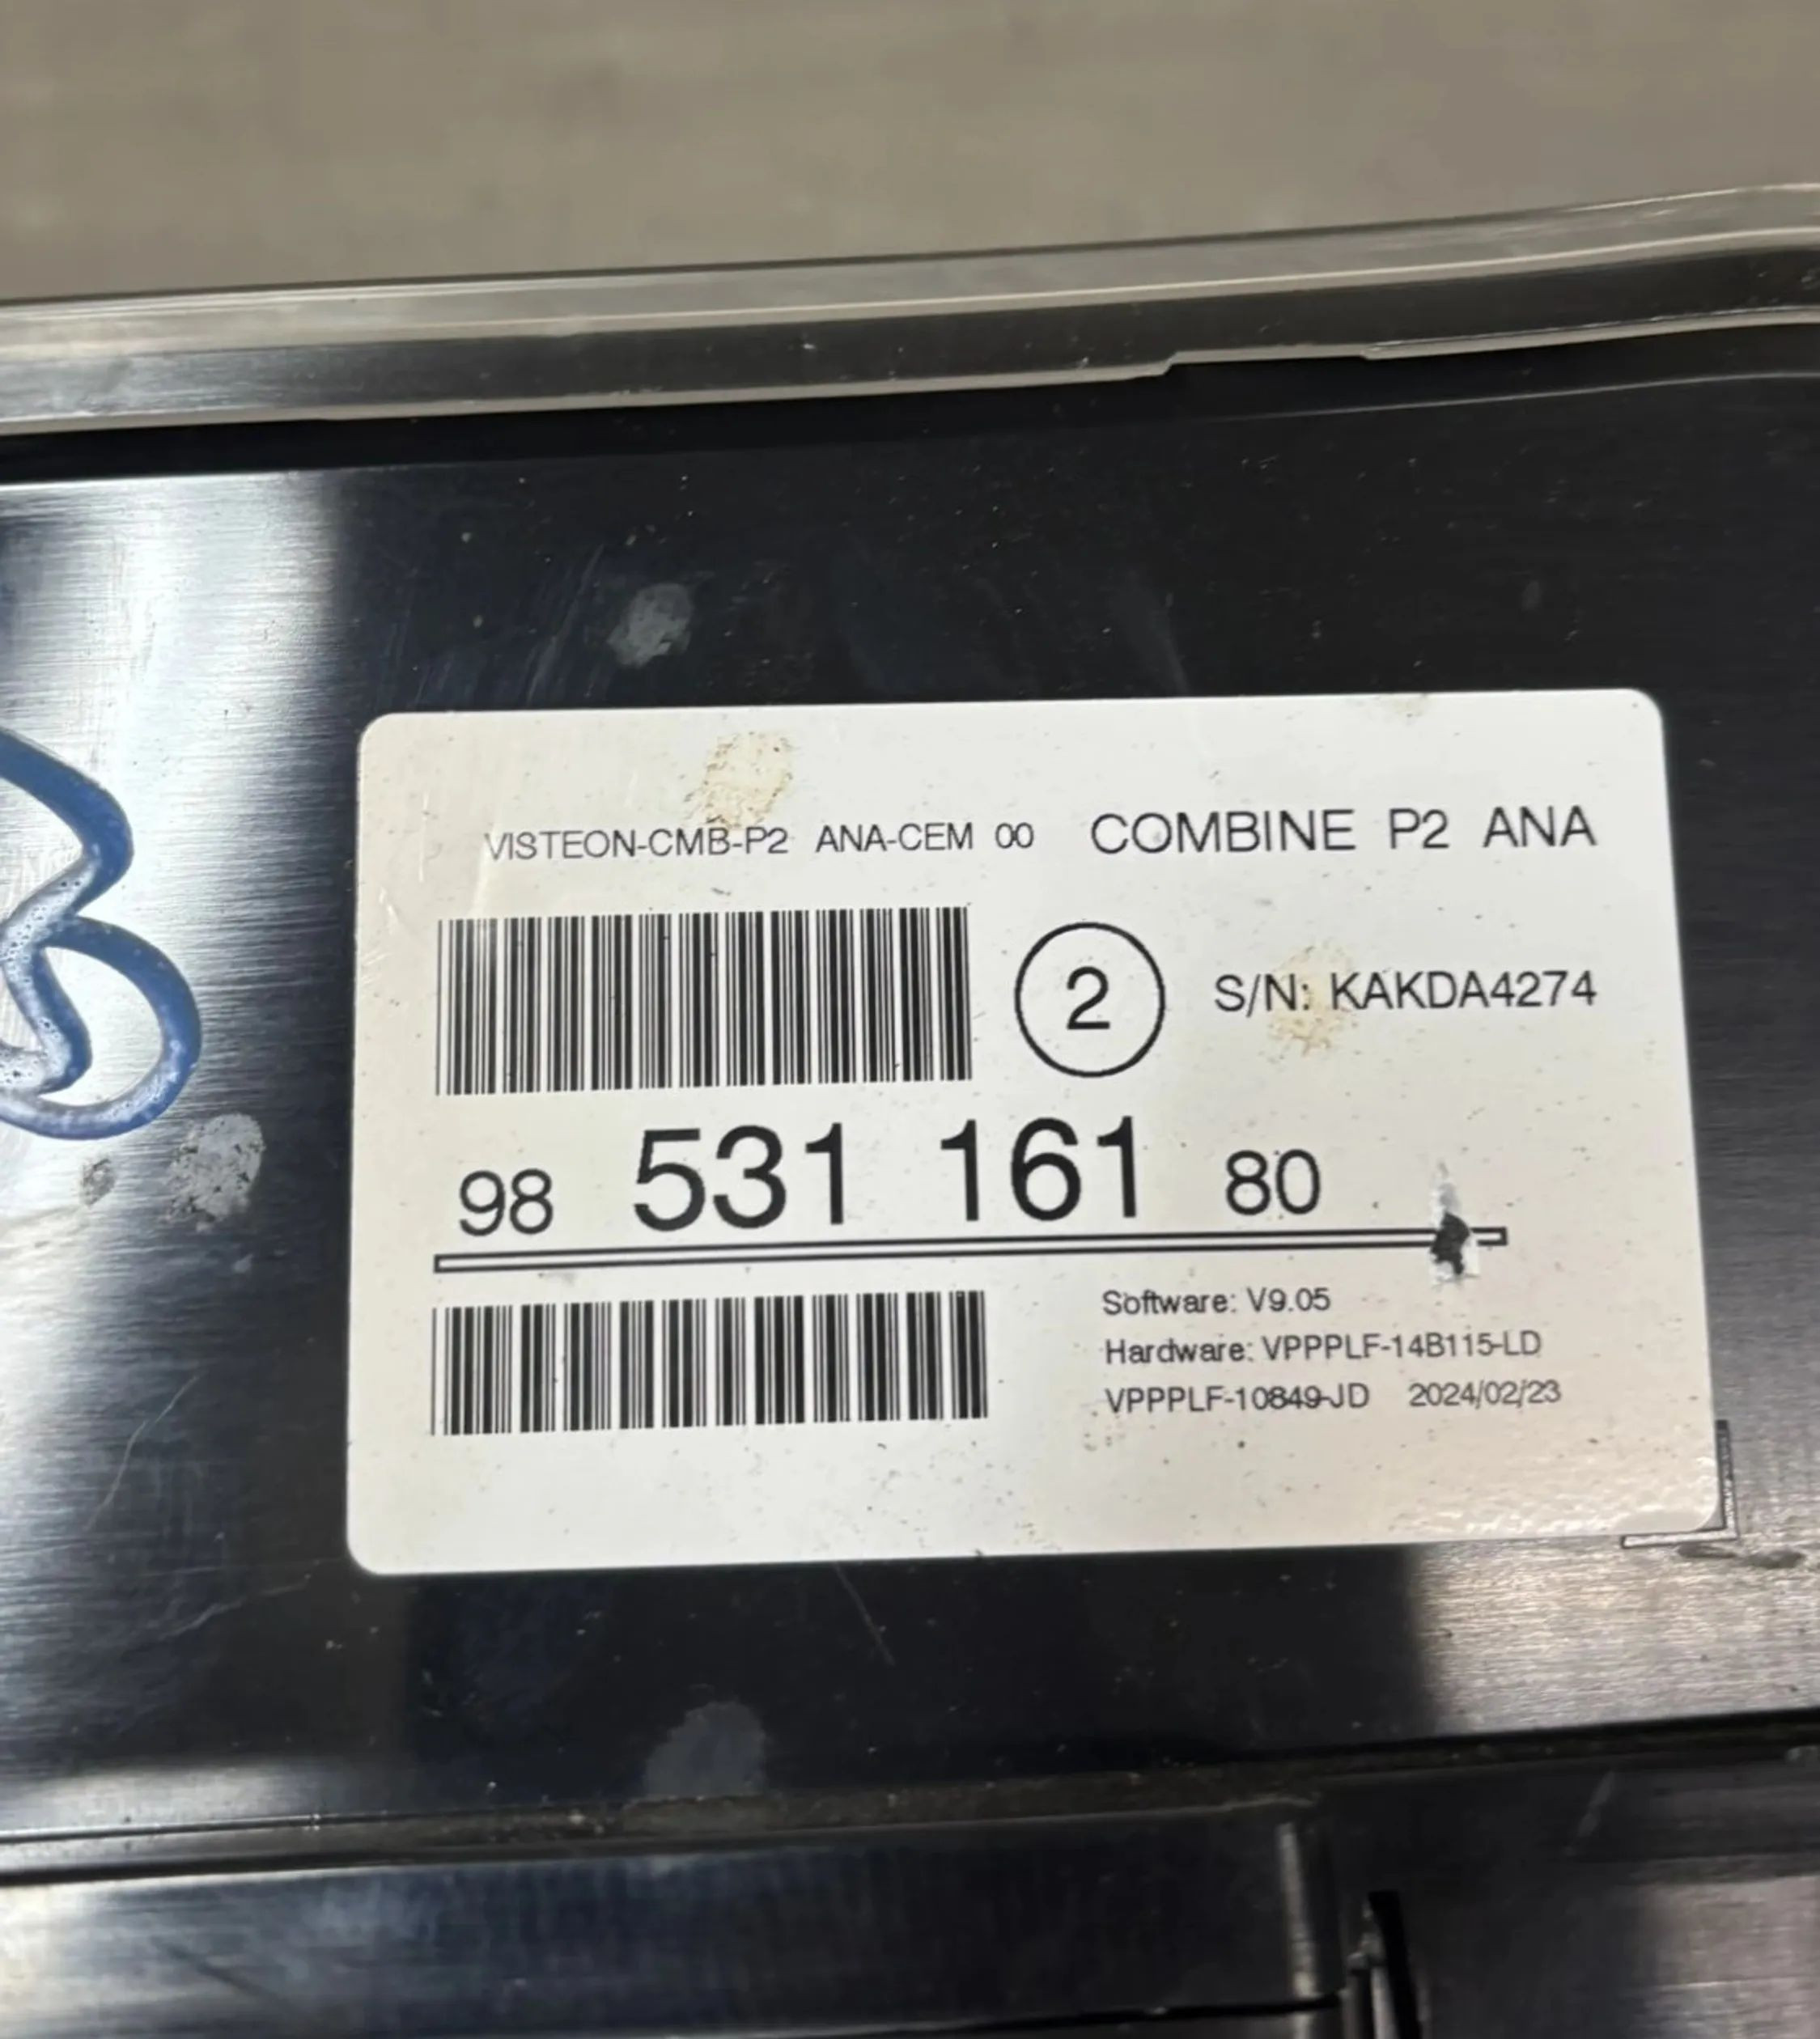 VISTEON-CMB-P2 ANA-CEM 00 COMBINE P2 ANA
2 S/N: KAKDA4274
98 531 161 80
Software: V9.05
Hardware: VPPPLF-14B115-LD
VPPPLF-10849-JD 2024/02/23